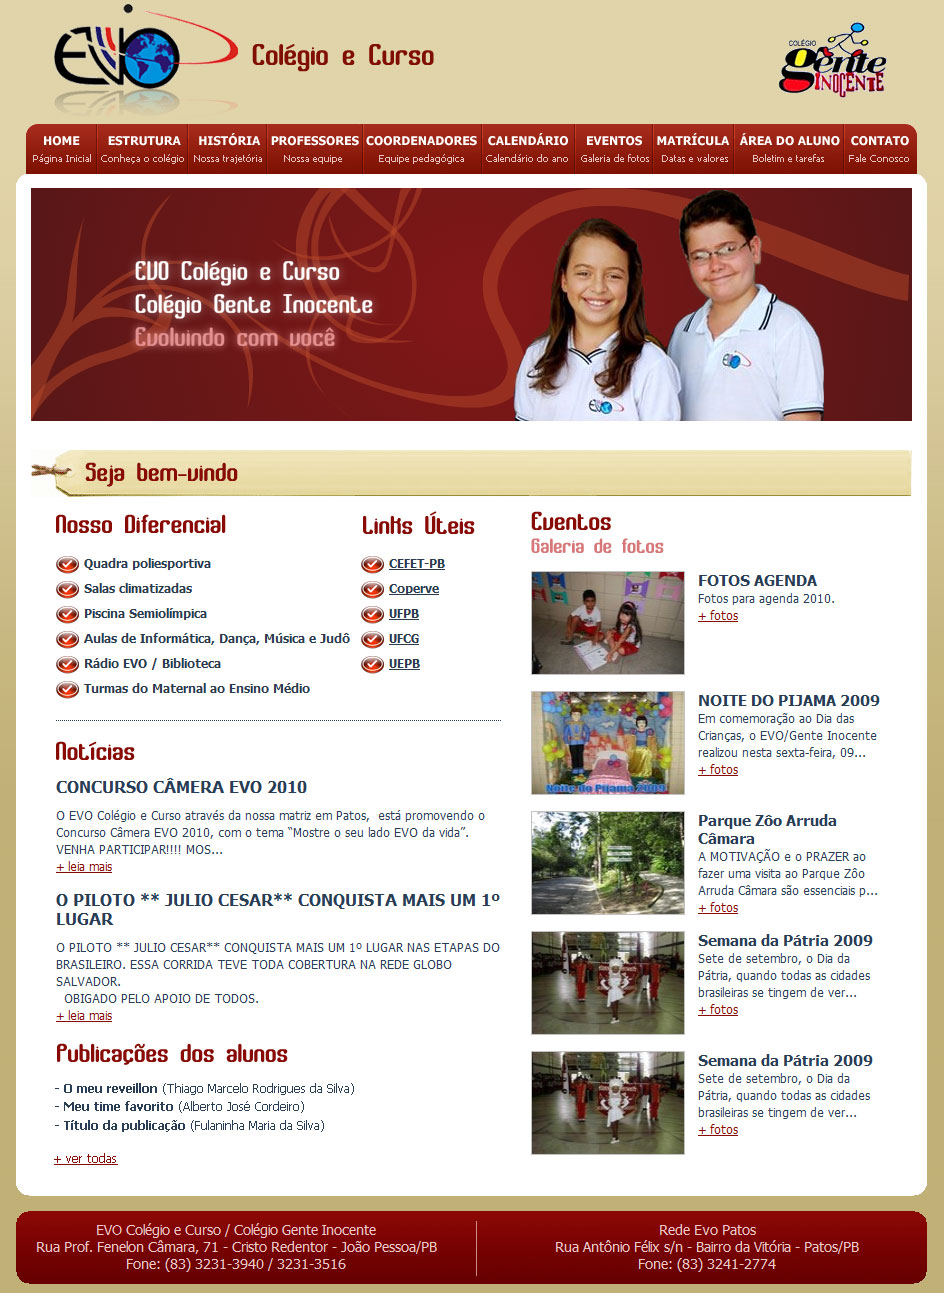 EVO Colégio e Curso
COLÉGIO
gente
INOCENTE
HOME ESTRUTURA HISTÓRIA PROFESSORES COORDENADORES CALENDÁRIO EVENTOS MATRÍCULA ÁREA DO ALUNO CONTATO
Página Inicial Conheça o colégio Nossa trajetória Nossa equipe Equipe pedagógica Calendário do ano Galeria de fotos Datas e valores Boletim e tarefas Fale Conosco
EVO Colégio e Curso
Colégio Gente Inocente
Evoluindo com você
Seja bem-vindo
Nosso Diferencial
Quadra poliesportiva
Salas climatizadas
Piscina Semiolímpica
Aulas de Informática, Dança, Música e Judô
Rádio EVO / Biblioteca
Turmas do Maternal ao Ensino Médio
Links Úteis
CEFET-PB
Coperve
UFPB
UFCG
UEPB
Notícias
CONCURSO CÂMERA EVO 2010
O EVO Colégio e Curso através da nossa matriz em Patos, está promovendo o
Concurso Câmera EVO 2010, com o tema “Mostre o seu lado EVO da vida”.
VENHA PARTICIPAR!!!! MOS...
+ leia mais
O PILOTO ** JULIO CESAR** CONQUISTA MAIS UM 1º
LUGAR
O PILOTO ** JULIO CESAR** CONQUISTA MAIS UM 1º LUGAR NAS ETAPAS DO
BRASILEIRO. ESSA CORRIDA TEVE TODA COBERTURA NA REDE GLOBO
SALVADOR.
OBIGADO PELO APOIO DE TODOS.
+ leia mais
Publicações dos alunos
- O meu reveillon (Thiago Marcelo Rodrigues da Silva)
- Meu time favorito (Alberto José Cordeiro)
- Título da publicação (Fulaninha Maria da Silva)
+ ver todas
Eventos
Galeria de fotos
FOTOS AGENDA
Fotos para agenda 2010.
+ fotos
Noite Do Pijama 2009
NOITE DO PIJAMA 2009
Em comemoração ao Dia das
Crianças, o EVO/Gente Inocente
realizou nesta sexta-feira, 09...
+ fotos
Parque Zôo Arruda
Câmara
A MOTIVAÇÃO e o PRAZER ao
fazer uma visita ao Parque Zôo
Arruda Câmara são essenciais p...
+ fotos
Semana da Pátria 2009
Sete de setembro, o Dia da
Pátria, quando todas as cidades
brasileiras se tingem de ver...
+ fotos
Semana da Pátria 2009
Sete de setembro, o Dia da
Pátria, quando todas as cidades
brasileiras se tingem de ver...
+ fotos
EVO Colégio e Curso / Colégio Gente Inocente
Rua Prof. Fenelon Câmara, 71 - Cristo Redentor - João Pessoa/PB
Fone: (83) 3231-3940 / 3231-3516
Rede Evo Patos
Rua Antônio Félix s/n - Bairro da Vitória - Patos/PB
Fone: (83) 3241-2774